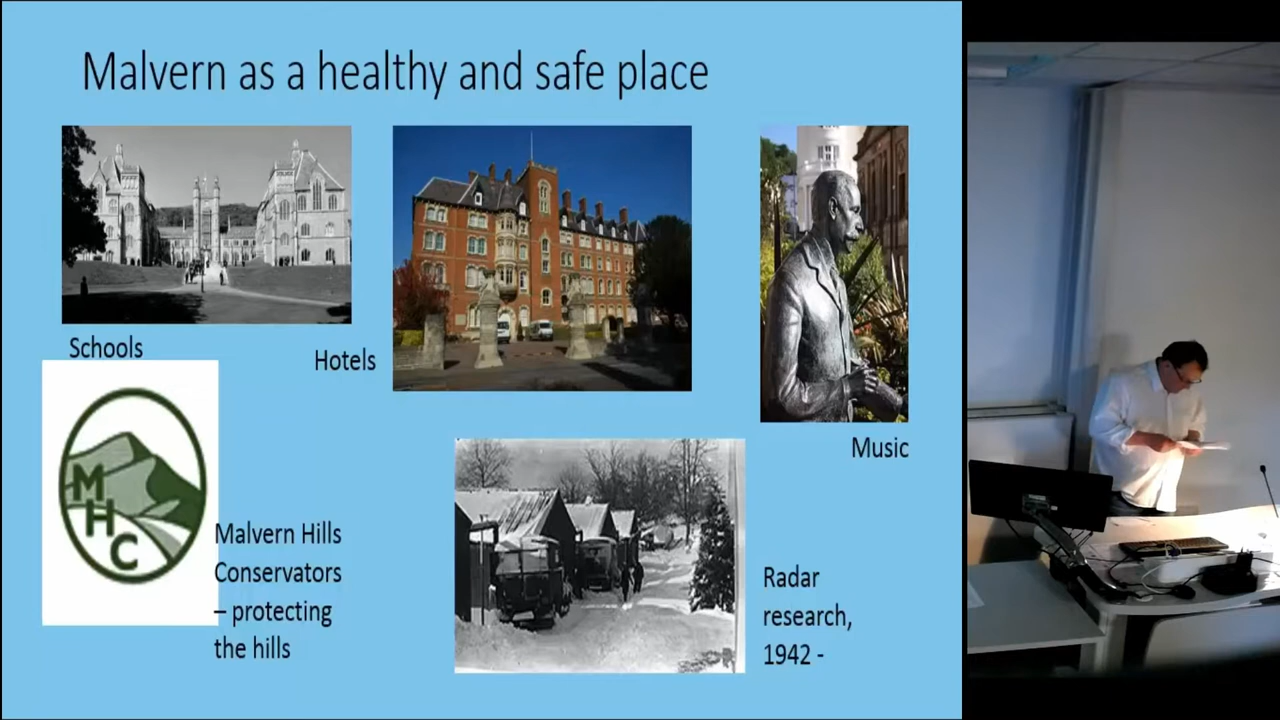 Malvern as a healthy and safe place
Schools
Hotels
Music
M
H
C
Malvern Hills
Conservators
– protecting
the hills
Radar
research,
1942 -